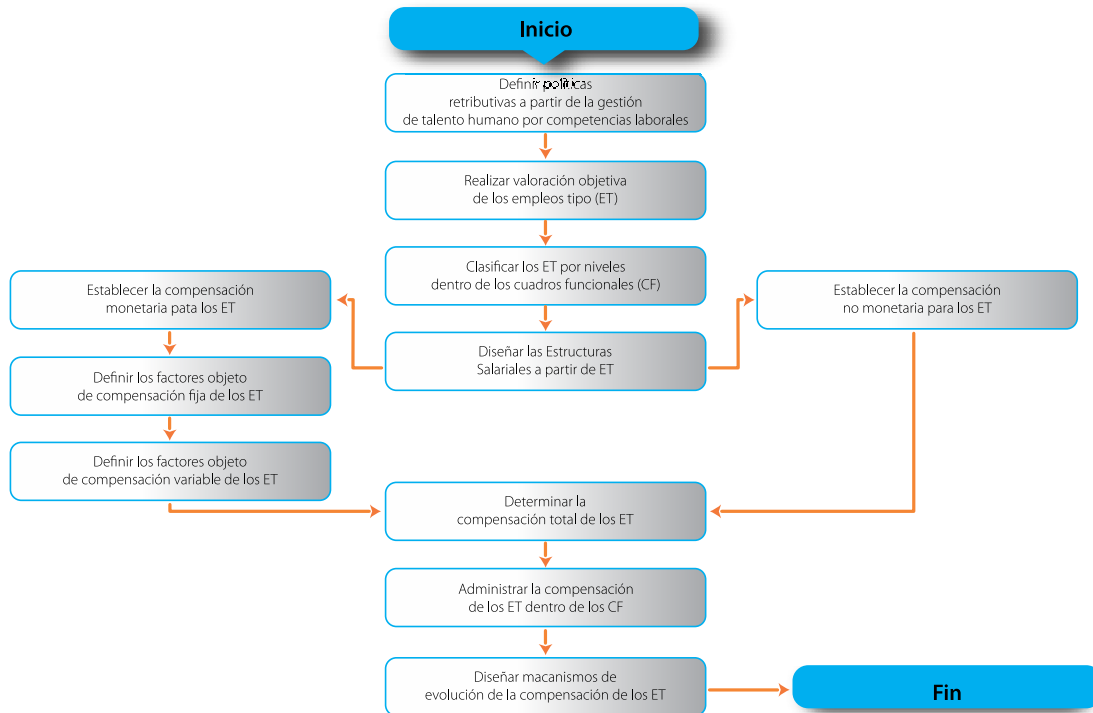 Inicio
Definir políticas
retributivas a partir de la gestión
de talento humano por competencias laborales
Realizar valoración objetiva
de los empleos tipo (ET)
Clasificar los ET por niveles
dentro de los cuadros funcionales (CF)
Diseñar las Estructuras
Salariales a partir de ET
Establecer la compensación
monetaria pata los ET
Definir los factores objeto
de compensación fija de los ET
Definir los factores objeto
de compensación variable de los ET
Establecer la compensación
no monetaria para los ET
Determinar la
compensación total de los ET
Administrar la compensación
de los ET dentro de los CF
Diseñar macanismos de
evolución de la compensación de los ET
Fin